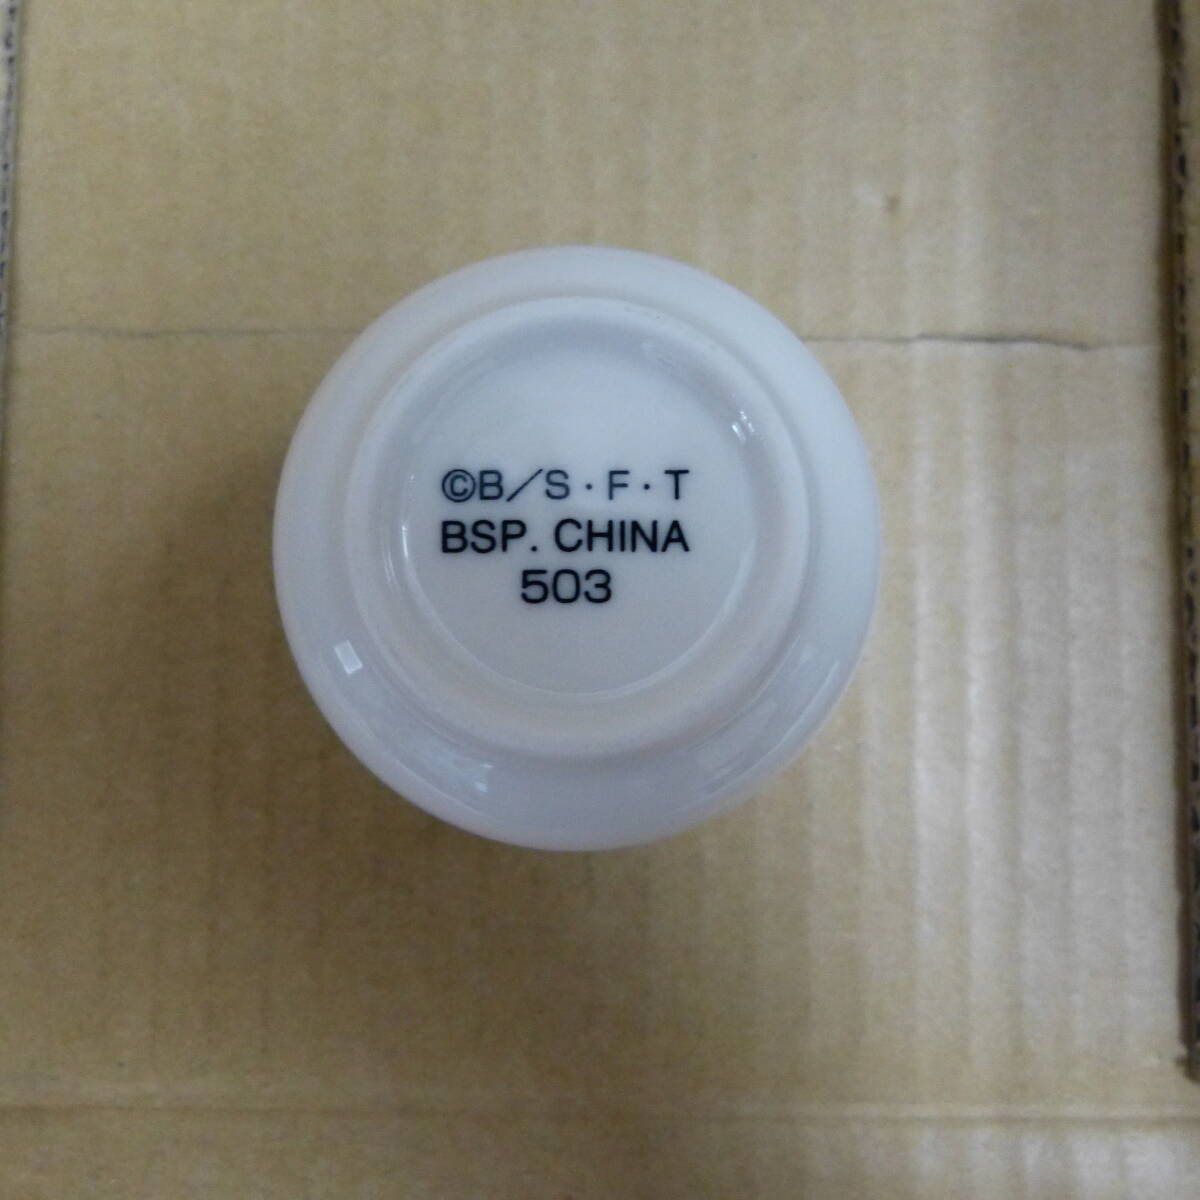 ©B／S・F・T
BSP. CHINA
503